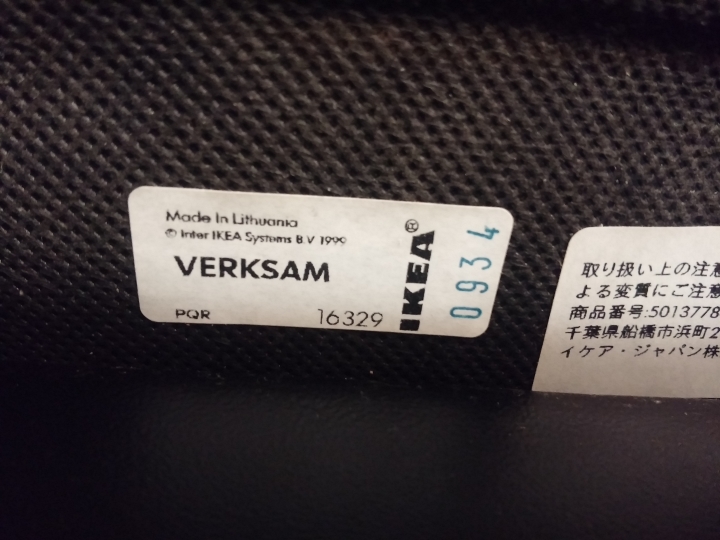 Made In Lithuania
© Inter IKEA Systems B.V 1999
VERKSAM
PQR 16329
IKEA®
0934
取り扱い上の注意
よる変質にご注意
商品番号:5013778
千葉県船橋市浜町2
イケア・ジャパン株